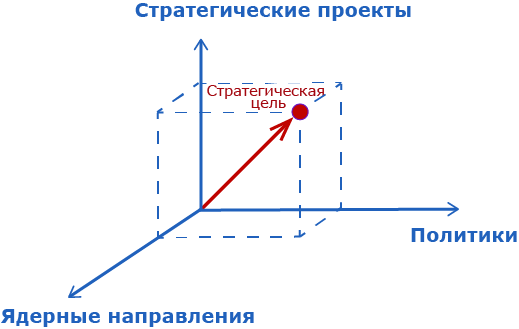 Стратегические проекты
Стратегическая
цель
Политики
Ядерные направления